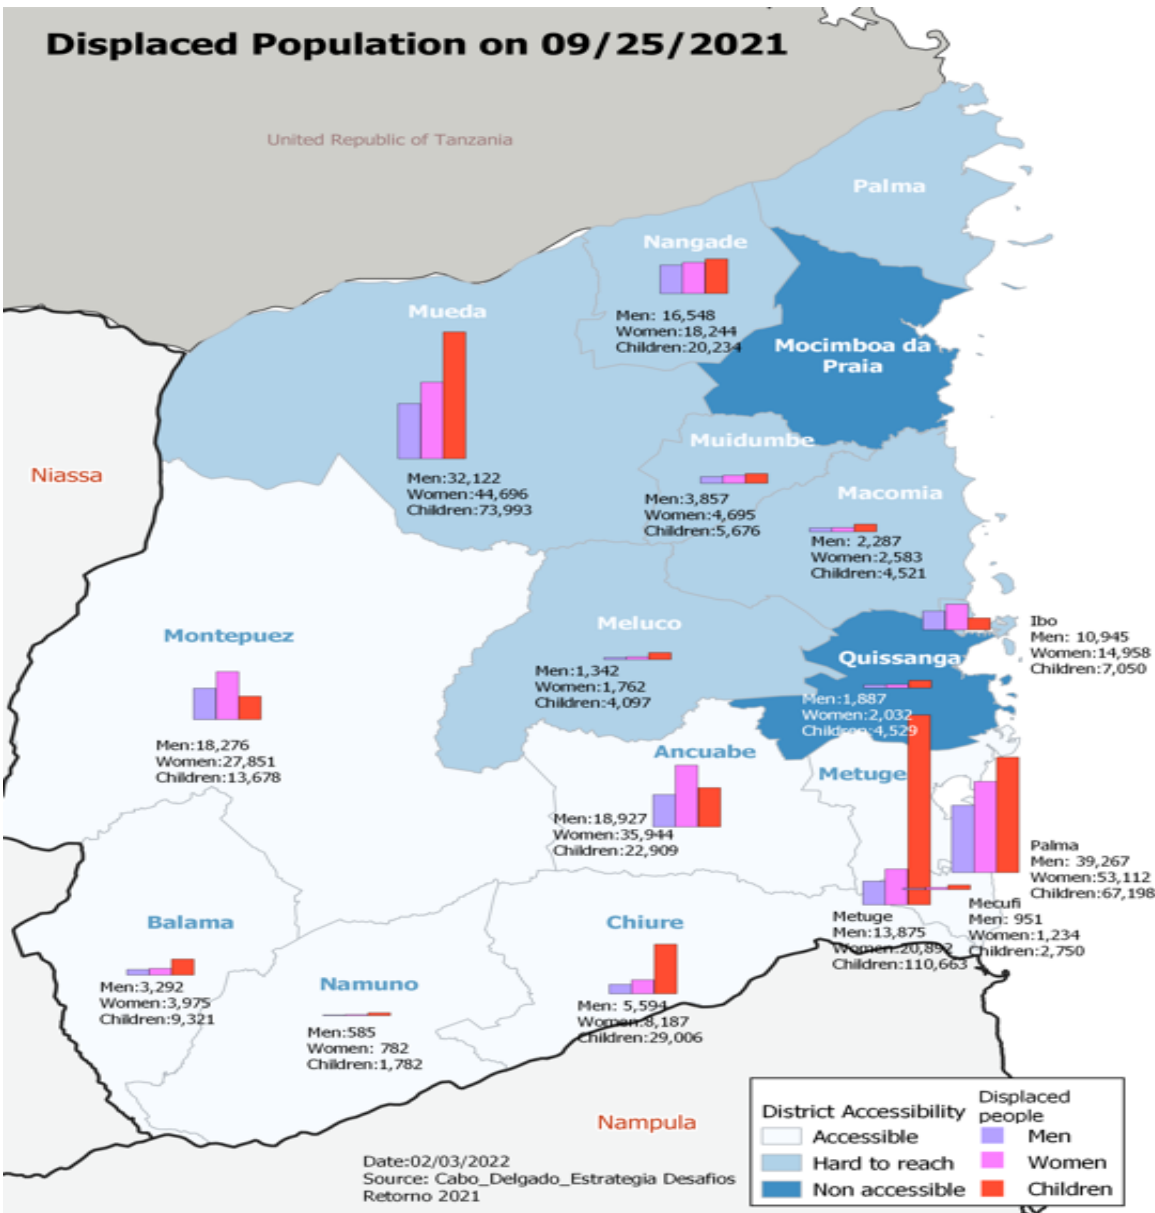 Displaced Population on 09/25/2021
United Republic of Tanzania
Palma
Nangade
Men: 16,548
Women:18,244
Children:20,234
Mueda
Men:32,122
Women:44,696
Children:73,993
Mocimboa da
Praia
Niassa
Muidumbe
Men:3,857
Women:4,695
Children:5,676
Macomia
Men: 2,287
Women:2,583
Children:4,521
Montepuez
Men:18,276
Women:27,851
Children:13,678
Meluco
Men:1,342
Women:1,762
Children:4,097
Quissanga
Men:1,887
Women:2,032
Children:4,529
Ibo
Men: 10,945
Women:14,958
Children:7,050
Ancuabe
Men:18,927
Women:35,944
Children:22,909
Metuge
Palma
Men: 39,267
Women:53,112
Children:67,198
Metuge
Men:13,875
Women:20,892
Children:110,663
Mecufi
Men: 951
Women:1,234
Children:2,750
Balama
Men:3,292
Women:3,975
Children:9,321
Namuno
Men:585
Women: 782
Children:1,782
Chiure
Men: 5,594
Women:8,187
Children:29,006
Nampula
Date:02/03/2022
Source: Cabo_Delgado_Estrategia Desafios
Retorno 2021
District Accessibility
Accessible
Hard to reach
Non accessible
Displaced
people
Men
Women
Children